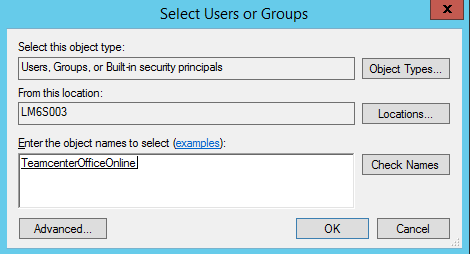 Select Users or Groups
x
Select this object type:
Users, Groups, or Built-in security principals
Object Types...
From this location:
LM6S003
Locations...
Enter the object names to select (examples):
TeamcenterOfficeOnline
Check Names
Advanced...
OK
Cancel